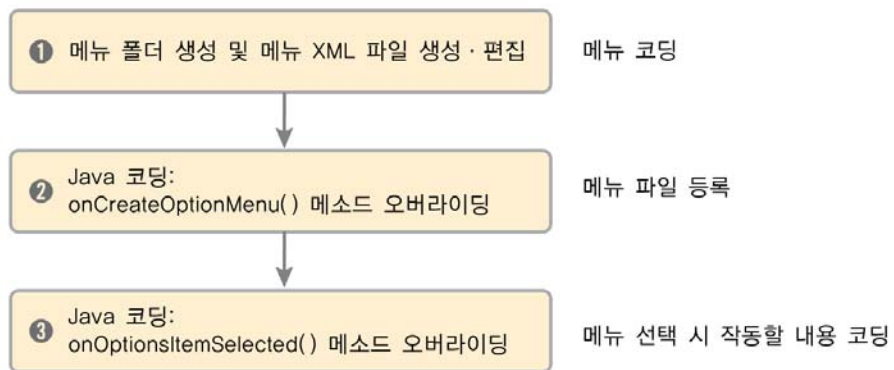 ❶ 메뉴 폴더 생성 및 메뉴 XML 파일 생성 · 편집
메뉴 코딩
❷ Java 코딩:
onCreateOptionMenu( ) 메소드 오버라이딩
메뉴 파일 등록
❸ Java 코딩:
onOptionsItemSelected( ) 메소드 오버라이딩
메뉴 선택 시 작동할 내용 코딩